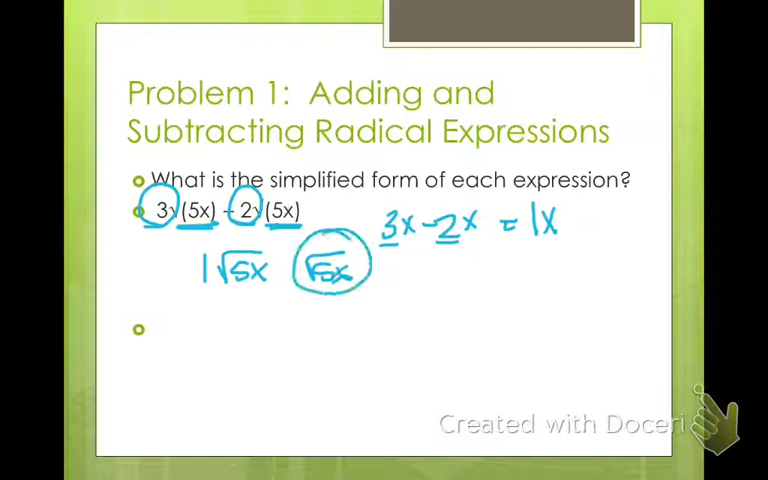 Problem 1: Adding and
Subtracting Radical Expressions
What is the simplified form of each expression?
3√(5x) – 2√(5x)
3x - 2x = 1x
1√5x √5x
Created with Doceri